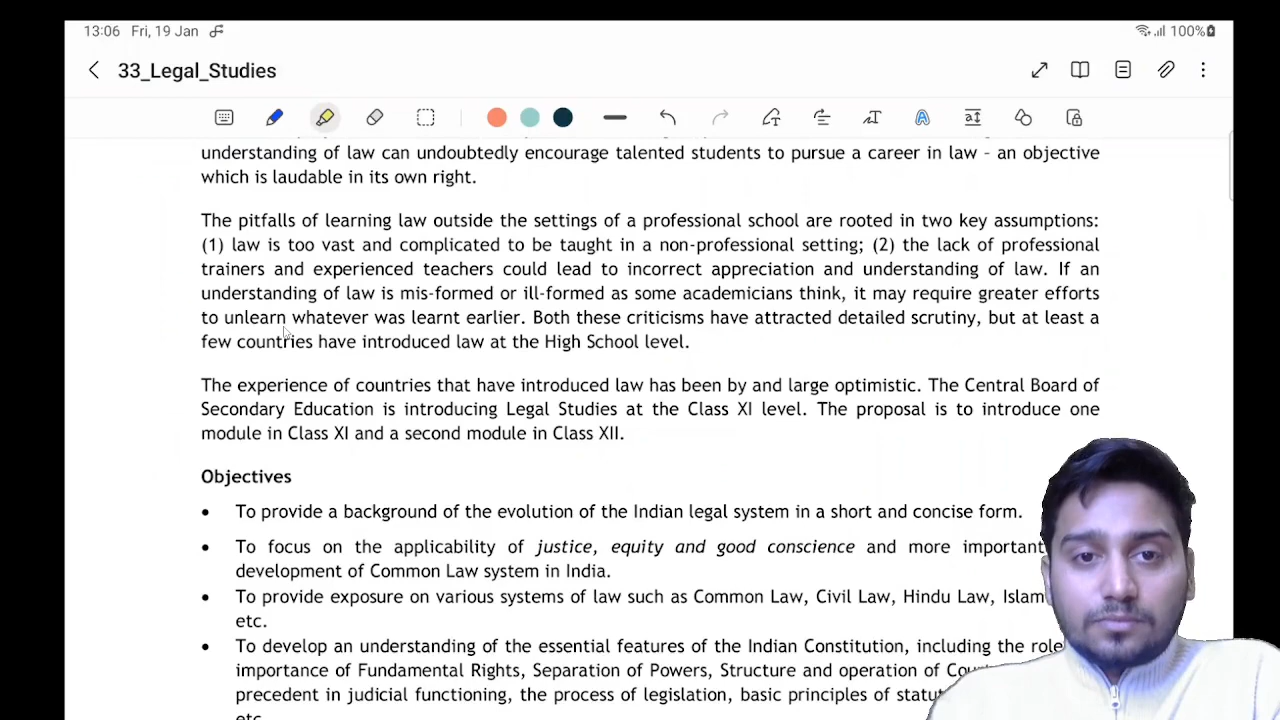 13:06 Fri, 19 Jan
100%
33_Legal_Studies
understanding of law can undoubtedly encourage talented students to pursue a career in law – an objective
which is laudable in its own right.
The pitfalls of learning law outside the settings of a professional school are rooted in two key assumptions:
(1) law is too vast and complicated to be taught in a non-professional setting; (2) the lack of professional
trainers and experienced teachers could lead to incorrect appreciation and understanding of law. If an
understanding of law is mis-formed or ill-formed as some academicians think, it may require greater efforts
to unlearn whatever was learnt earlier. Both these criticisms have attracted detailed scrutiny, but at least a
few countries have introduced law at the High School level.
The experience of countries that have introduced law has been by and large optimistic. The Central Board of
Secondary Education is introducing Legal Studies at the Class XI level. The proposal is to introduce one
module in Class XI and a second module in Class XII.
Objectives
• To provide a background of the evolution of the Indian legal system in a short and concise form.
• To focus on the applicability of justice, equity and good conscience and more important
development of Common Law system in India.
• To provide exposure on various systems of law such as Common Law, Civil Law, Hindu Law, Islam
etc.
• To develop an understanding of the essential features of the Indian Constitution, including the role
importance of Fundamental Rights, Separation of Powers, Structure and operation of
precedent in judicial functioning, the process of legislation, basic principles of
etc